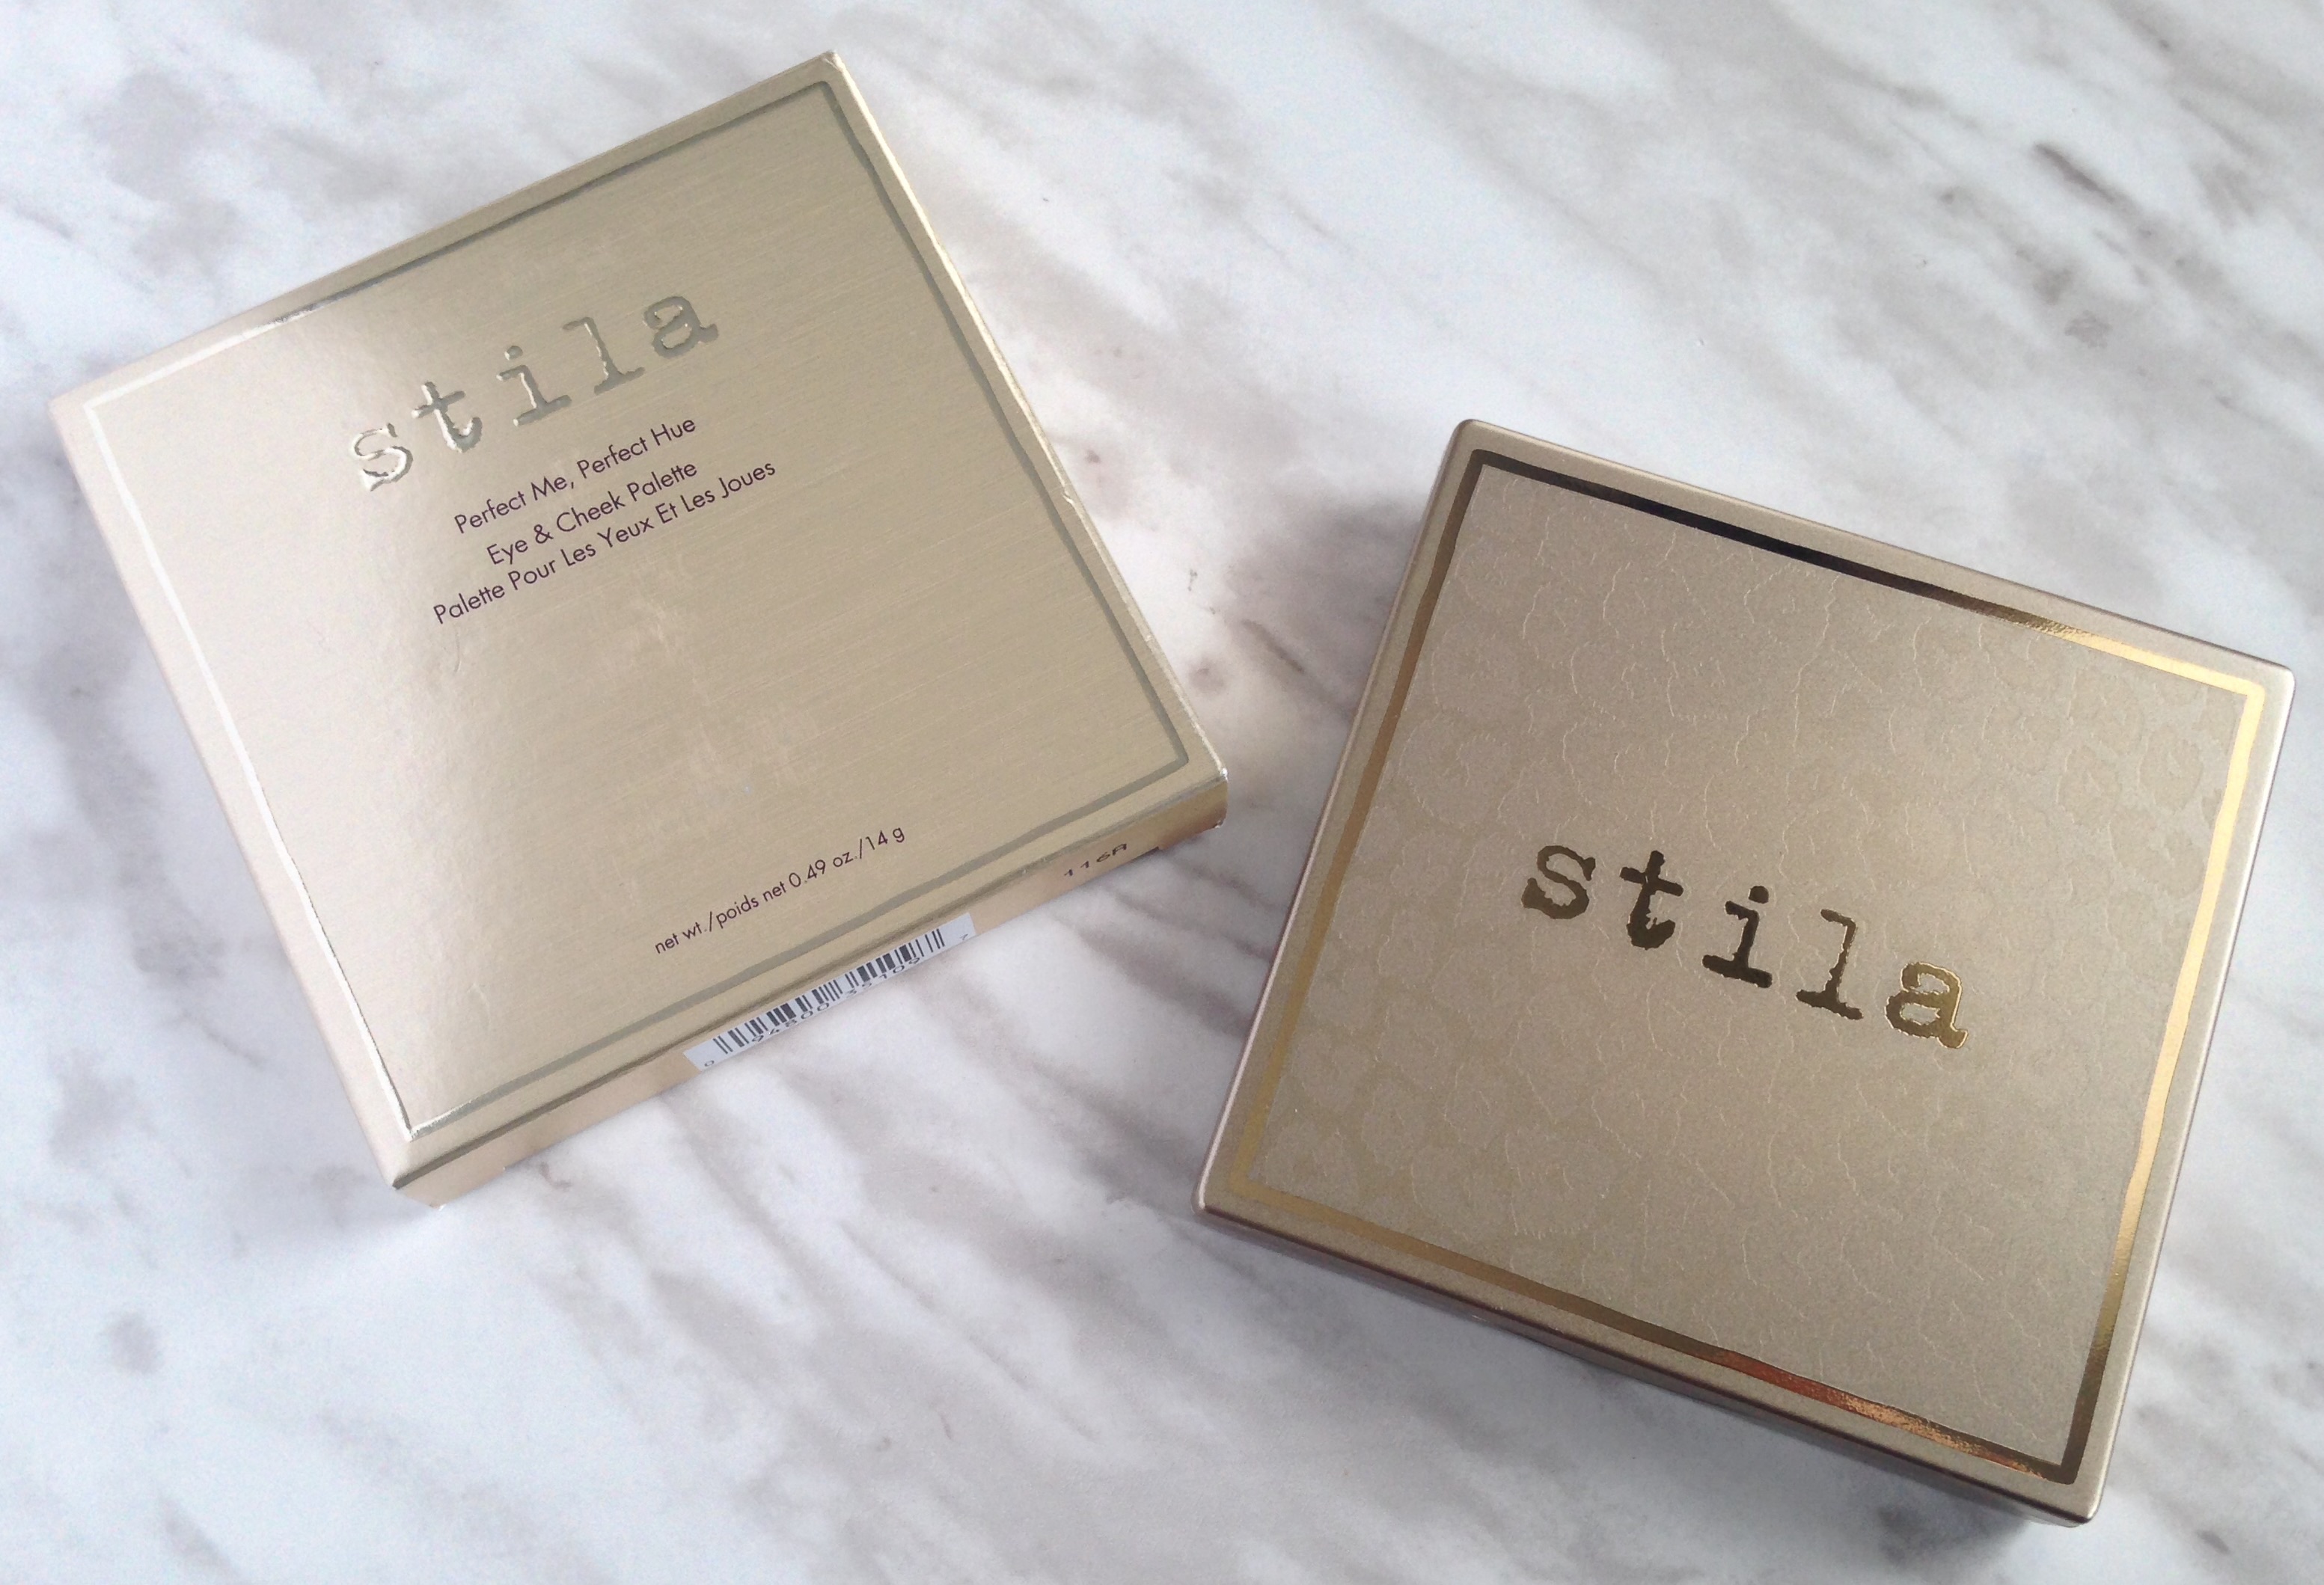 stila
Perfect Me, Perfect Hue
Eye & Cheek Palette
Palette Pour Les Yeux Et Les Joues
net wt./poids net 0.49 oz./14 g
116A
stila